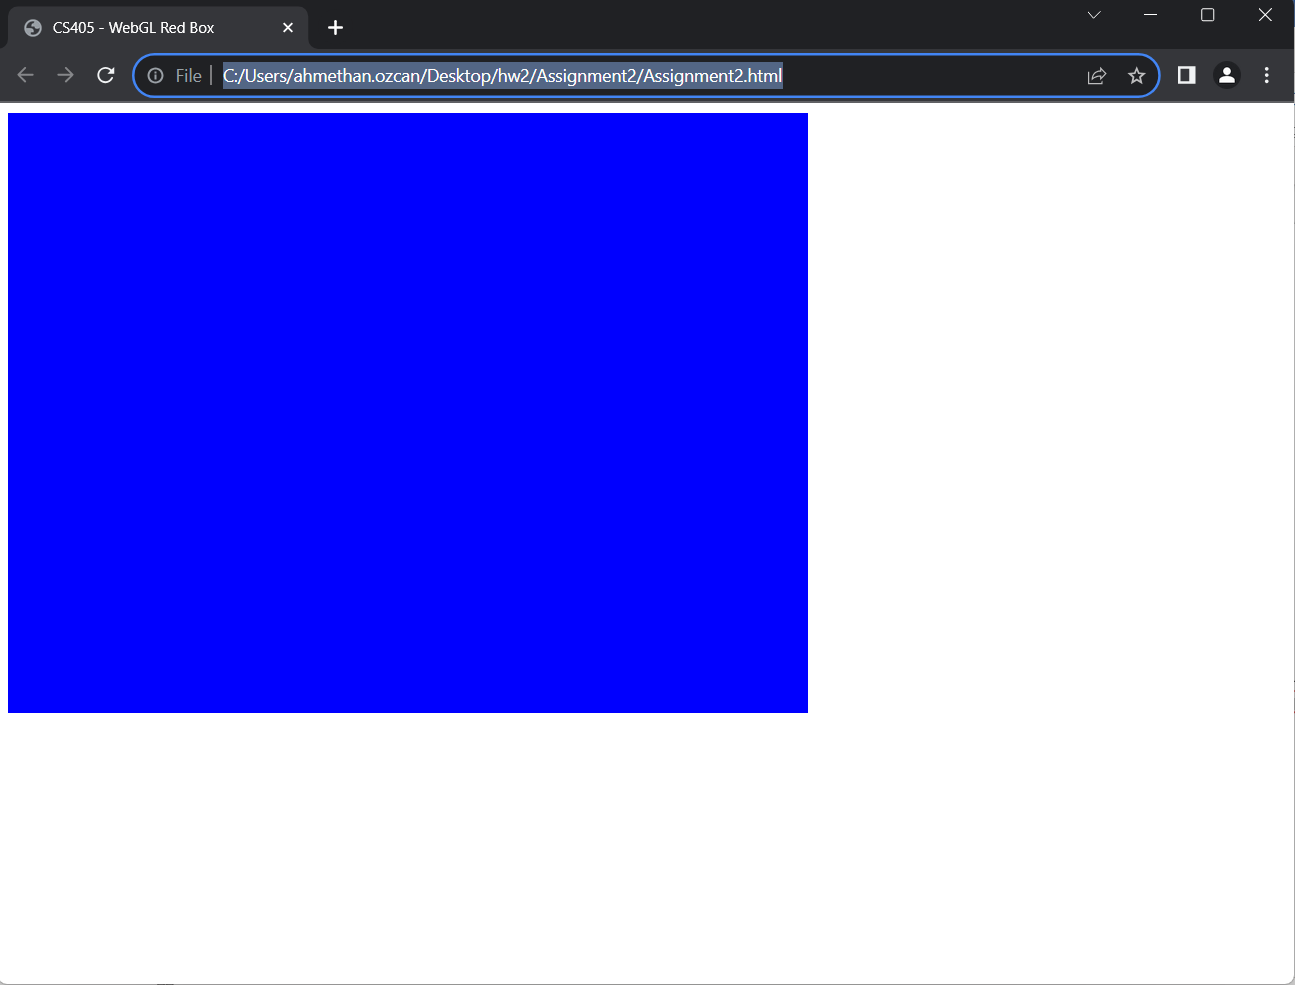 CS405 - WebGL Red Box
File | C:/Users/ahmethan.ozcan/Desktop/hw2/Assignment2/Assignment2.html